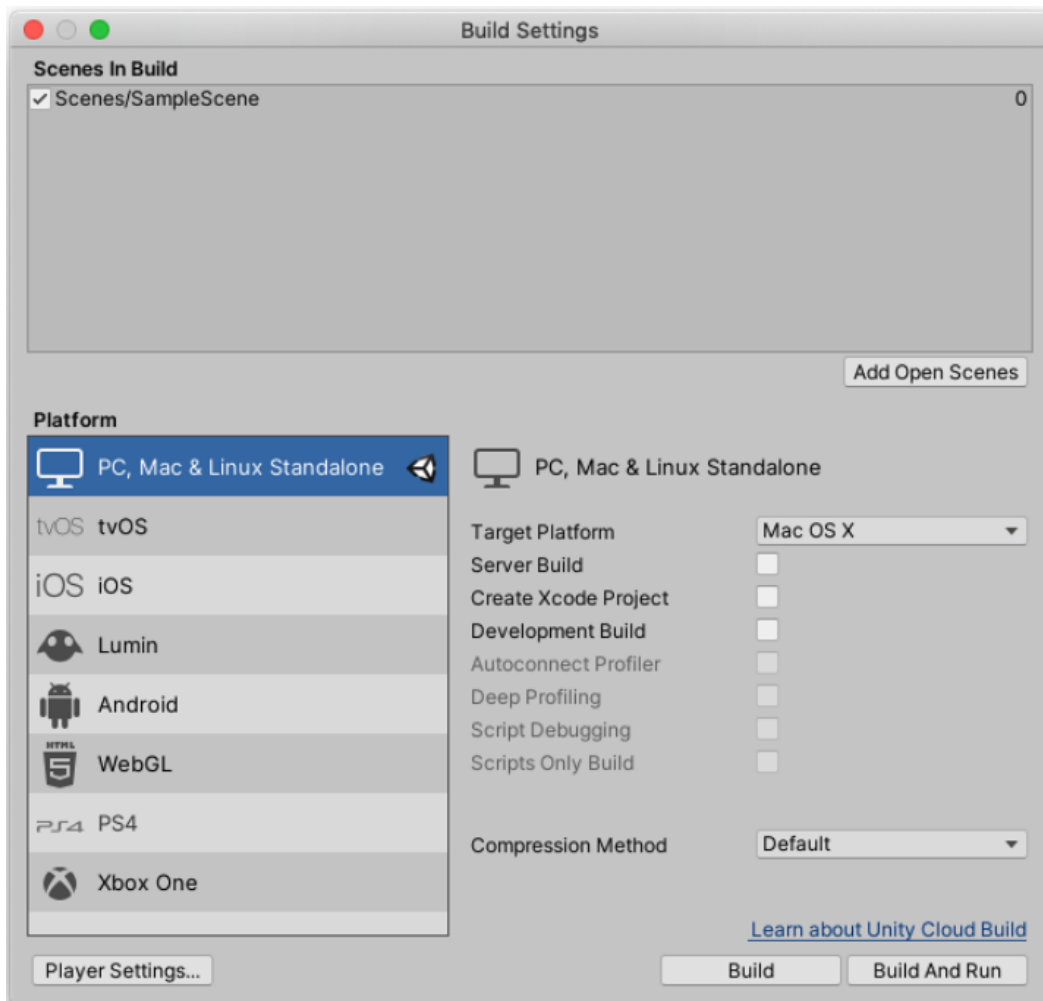 Build Settings
Scenes In Build
Scenes/SampleScene 0
Add Open Scenes
Platform
PC, Mac & Linux Standalone
tvOS tvOS
iOS iOS
Lumin
Android
HTML 5 WebGL
PS4 PS4
Xbox One
PC, Mac & Linux Standalone
Target Platform Mac OS X
Server Build
Create Xcode Project
Development Build
Autoconnect Profiler
Deep Profiling
Script Debugging
Scripts Only Build
Compression Method Default
Learn about Unity Cloud Build
Player Settings... Build Build And Run